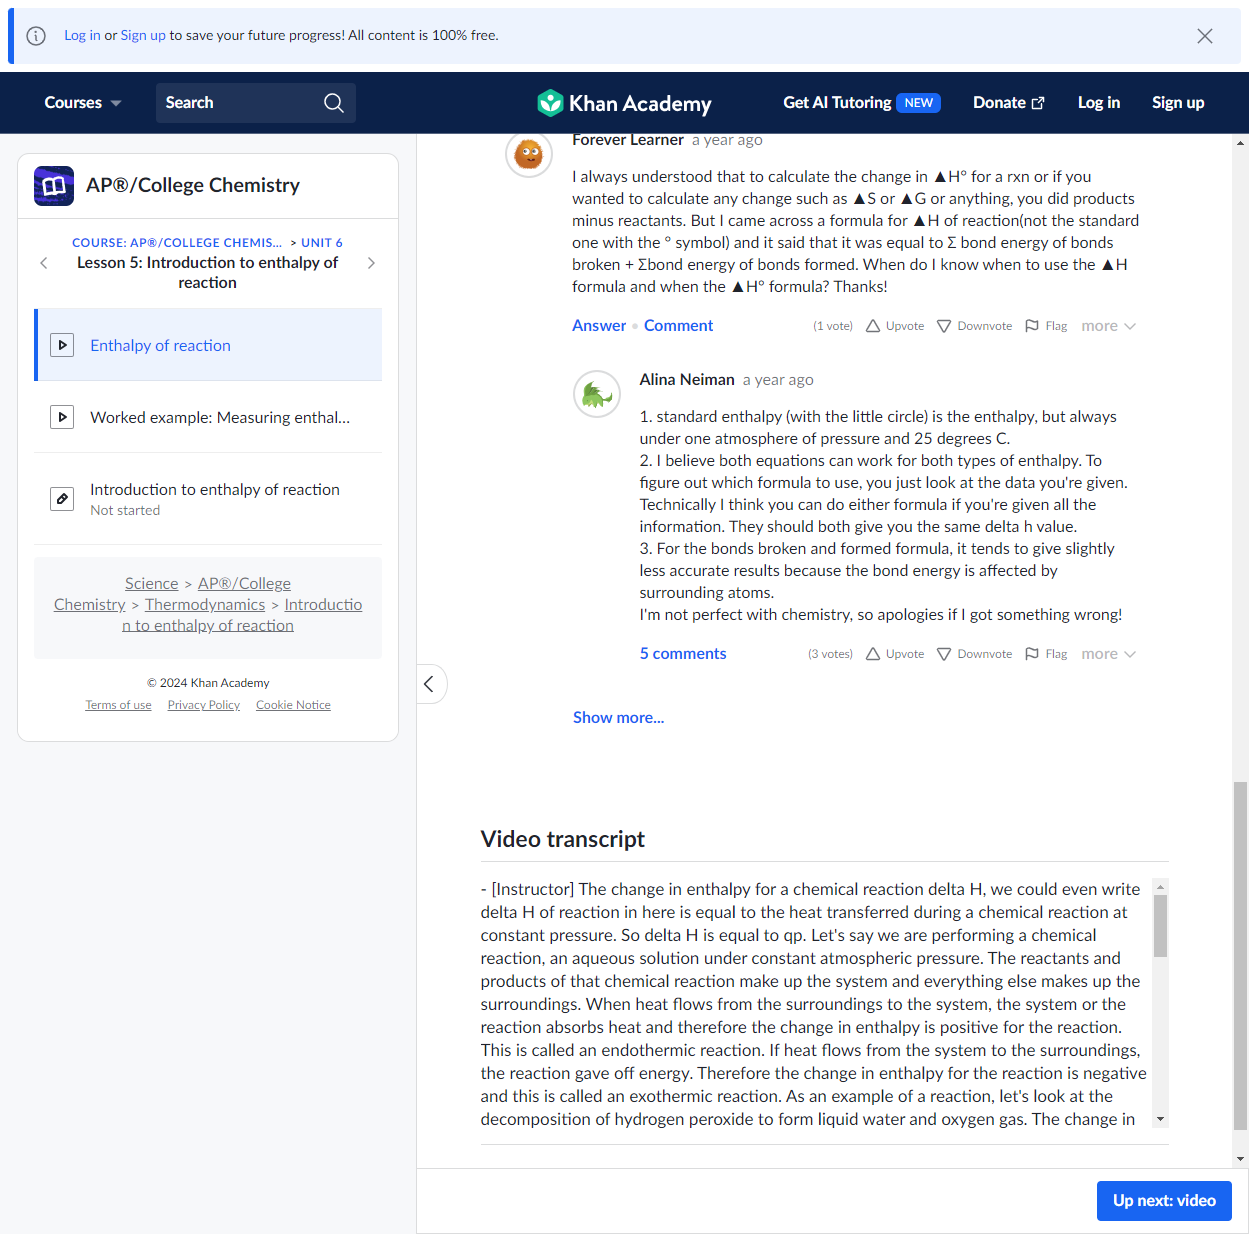 Log in or Sign up to save your future progress! All content is 100% free.
Courses
Search
Khan Academy
Get AI Tutoring NEW
Donate
Log in
Sign up
AP®/College Chemistry
COURSE: AP®/COLLEGE CHEMIS... > UNIT 6
Lesson 5: Introduction to enthalpy of
reaction
Enthalpy of reaction
Worked example: Measuring enthal...
Introduction to enthalpy of reaction
Not started
Science > AP®/College
Chemistry > Thermodynamics > Introductio
n to enthalpy of reaction
© 2024 Khan Academy
Terms of use Privacy Policy Cookie Notice
Forever Learner a year ago
I always understood that to calculate the change in ▲H° for a rxn or if you
wanted to calculate any change such as ▲S or ▲G or anything, you did products
minus reactants. But I came across a formula for ▲H of reaction(not the standard
one with the ° symbol) and it said that it was equal to Σ bond energy of bonds
broken + Σbond energy of bonds formed. When do I know when to use the ▲H
formula and when the ▲H° formula? Thanks!
Answer • Comment (1 vote) Upvote Downvote Flag more
Alina Neiman a year ago
1. standard enthalpy (with the little circle) is the enthalpy, but always
under one atmosphere of pressure and 25 degrees C.
2. I believe both equations can work for both types of enthalpy. To
figure out which formula to use, you just look at the data you're given.
Technically I think you can do either formula if you're given all the
information. They should both give you the same delta h value.
3. For the bonds broken and formed formula, it tends to give slightly
less accurate results because the bond energy is affected by
surrounding atoms.
I'm not perfect with chemistry, so apologies if I got something wrong!
5 comments (3 votes) Upvote Downvote Flag more
Show more...
Video transcript
- [Instructor] The change in enthalpy for a chemical reaction delta H, we could even write
delta H of reaction in here is equal to the heat transferred during a chemical reaction at
constant pressure. So delta H is equal to qp. Let's say we are performing a chemical
reaction, an aqueous solution under constant atmospheric pressure. The reactants and
products of that chemical reaction make up the system and everything else makes up the
surroundings. When heat flows from the surroundings to the system, the system or the
reaction absorbs heat and therefore the change in enthalpy is positive for the reaction.
This is called an endothermic reaction. If heat flows from the system to the surroundings,
the reaction gave off energy. Therefore the change in enthalpy for the reaction is negative
and this is called an exothermic reaction. As an example of a reaction, let's look at the
decomposition of hydrogen peroxide to form liquid water and oxygen gas. The change in
Up next: video